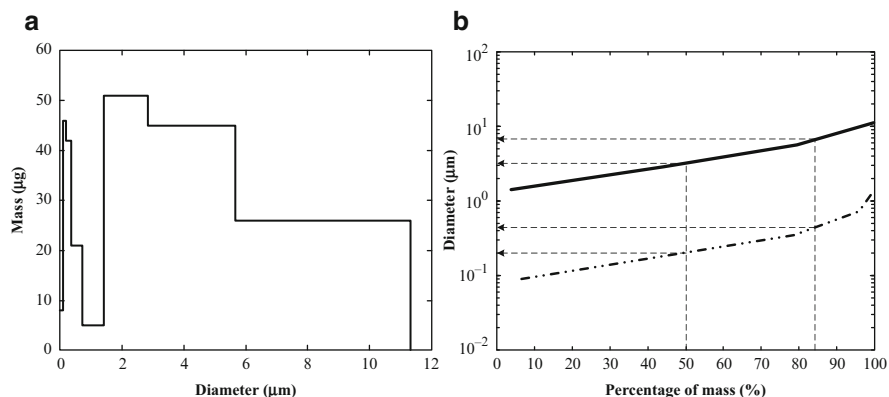 a
60
50
40
30
20
10
0
Mass (μg)
0 2 4 6 8 10 12
Diameter (μm)
b
10²
10¹
10⁰
10⁻¹
10⁻²
Diameter (μm)
0 10 20 30 40 50 60 70 80 90 100
Percentage of mass (%)